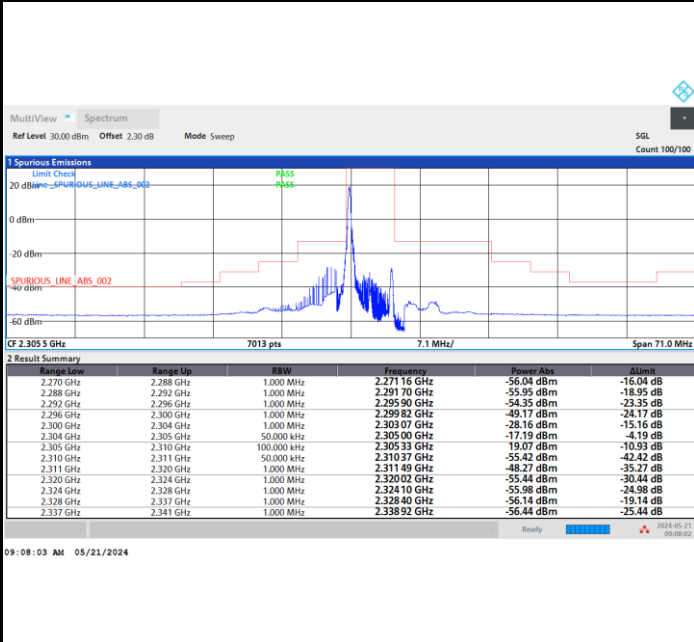 MultiView Spectrum
Ref Level 30.00 dBm Offset 2.30 dB Mode Sweep SGL
Count 100/100
1 Spurious Emissions
Limit Check PASS
20 dBm Line _SPURIOUS_LINE_ABS_002 PASS
0 dBm
-20 dBm
SPURIOUS_LINE_ABS_002
-40 dBm
-60 dBm
CF 2.305 5 GHz 7013 pts 7.1 MHz/ Span 71.0 MHz
2 Result Summary
Range Low Range Up RBW Frequency Power Abs ΔLimit
2.270 GHz 2.288 GHz 1.000 MHz 2.271 16 GHz -56.04 dBm -16.04 dB
2.288 GHz 2.292 GHz 1.000 MHz 2.291 70 GHz -55.95 dBm -18.95 dB
2.292 GHz 2.296 GHz 1.000 MHz 2.295 90 GHz -54.35 dBm -23.35 dB
2.296 GHz 2.300 GHz 1.000 MHz 2.299 82 GHz -49.17 dBm -24.17 dB
2.300 GHz 2.304 GHz 1.000 MHz 2.303 07 GHz -28.16 dBm -15.16 dB
2.304 GHz 2.305 GHz 50.000 kHz 2.305 00 GHz -17.19 dBm -4.19 dB
2.305 GHz 2.310 GHz 100.000 kHz 2.305 33 GHz 19.07 dBm -10.93 dB
2.310 GHz 2.311 GHz 50.000 kHz 2.310 37 GHz -55.42 dBm -42.42 dB
2.311 GHz 2.320 GHz 1.000 MHz 2.311 49 GHz -48.27 dBm -35.27 dB
2.320 GHz 2.324 GHz 1.000 MHz 2.320 02 GHz -55.44 dBm -30.44 dB
2.324 GHz 2.328 GHz 1.000 MHz 2.324 10 GHz -55.98 dBm -24.98 dB
2.328 GHz 2.337 GHz 1.000 MHz 2.328 40 GHz -56.14 dBm -19.14 dB
2.337 GHz 2.341 GHz 1.000 MHz 2.338 92 GHz -56.44 dBm -25.44 dB
Ready 2024-05-21
09:08:02
09:08:03 AM 05/21/2024